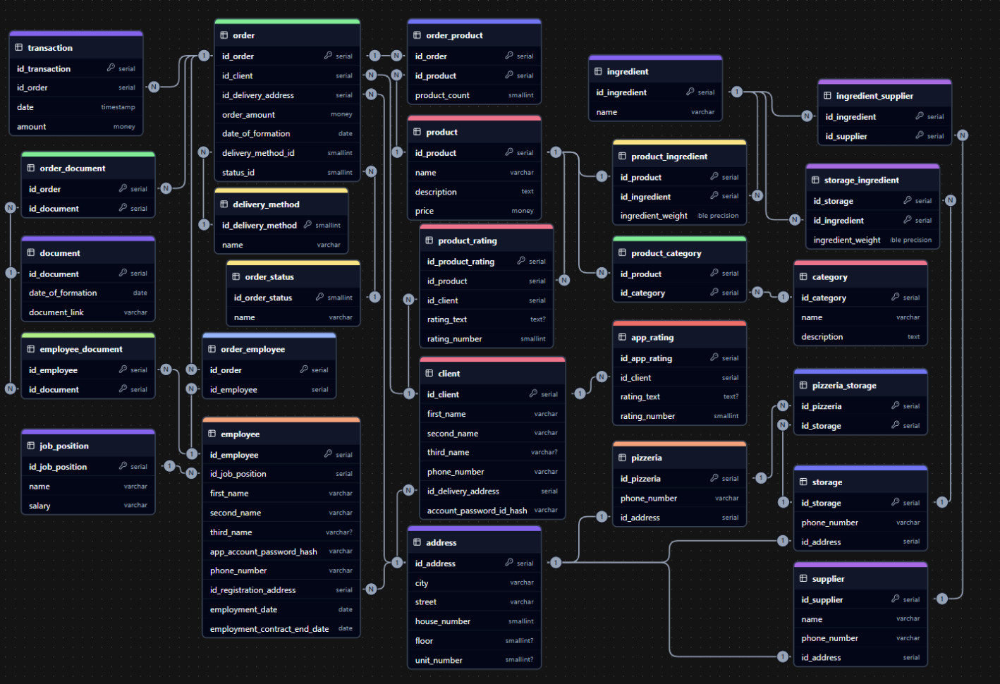 transaction
id_transaction serial
id_order serial
date timestamp
amount money
order_document
id_order serial
id_document serial
document
id_document serial
date_of_formation date
document_link varchar
employee_document
id_employee serial
id_document serial
job_position
id_job_position serial
name varchar
salary varchar
order
id_order serial
id_client serial
id_delivery_address serial
order_amount money
date_of_formation date
delivery_method_id smallint
status_id smallint
delivery_method
id_delivery_method smallint
name varchar
order_status
id_order_status smallint
name varchar
order_employee
id_order serial
id_employee serial
employee
id_employee serial
id_job_position serial
first_name varchar
second_name varchar
third_name varchar?
app_account_password_hash varchar
phone_number varchar
id_registration_address serial
employment_date date
employment_contract_end_date date
order_product
id_order serial
id_product serial
product_count smallint
product
id_product serial
name varchar
description text
price money
product_rating
id_product_rating serial
id_product serial
id_client serial
rating_text text?
rating_number smallint
client
id_client serial
first_name varchar
second_name varchar
third_name varchar?
phone_number varchar
id_delivery_address serial
account_password_id_hash varchar
address
id_address serial
city varchar
street varchar
house_number smallint
floor smallint?
unit_number smallint?
ingredient
id_ingredient serial
name varchar
product_ingredient
id_product serial
id_ingredient serial
ingredient_weight ble precision
product_category
id_product serial
id_category serial
app_rating
id_app_rating serial
id_client serial
rating_text text?
rating_number smallint
pizzeria
id_pizzeria serial
phone_number varchar
id_address serial
ingredient_supplier
id_ingredient serial
id_supplier serial
storage_ingredient
id_storage serial
id_ingredient serial
ingredient_weight ble precision
category
id_category serial
name varchar
description text
pizzeria_storage
id_pizzeria serial
id_storage serial
storage
id_storage serial
phone_number varchar
id_address serial
supplier
id_supplier serial
name varchar
phone_number varchar
id_address serial